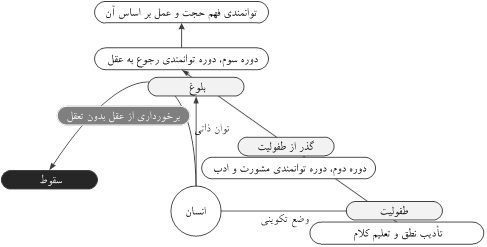 توانمندی فهم حجت و عمل بر اساس آن
دوره سوم، دوره توانمندی رجوع به عقل
بلوغ
برخورداری از عقل بدون تعقل
توان ذاتی
گذر از طفولیت
دوره دوم، دوره توانمندی مشورت و ادب
سقوط
انسان
وضع تکوینی
طفولیت
تأدیب نطق و تعلیم کلام